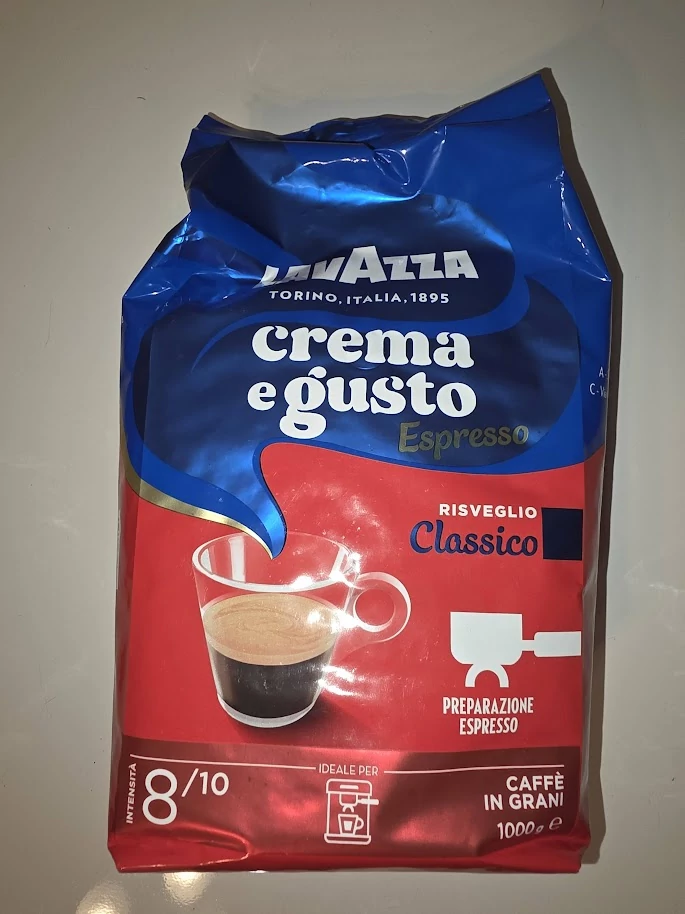 LAVAZZA
TORINO, ITALIA, 1895
crema
e gusto
Espresso
RISVEGLIO
Classico
PREPARAZIONE
ESPRESSO
INTENSITÀ
8/10
IDEALE PER
CAFFÈ
IN GRANI
1000g e